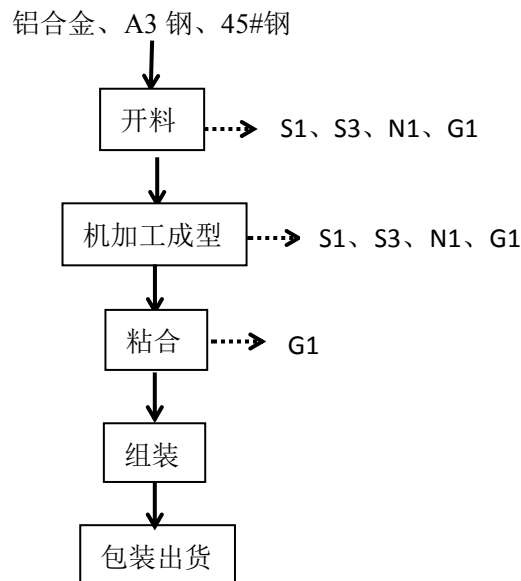 铝合金、A3 钢、45#钢
开料
S1、S3、N1、G1
机加工成型
S1、S3、N1、G1
粘合
G1
组装
包装出货